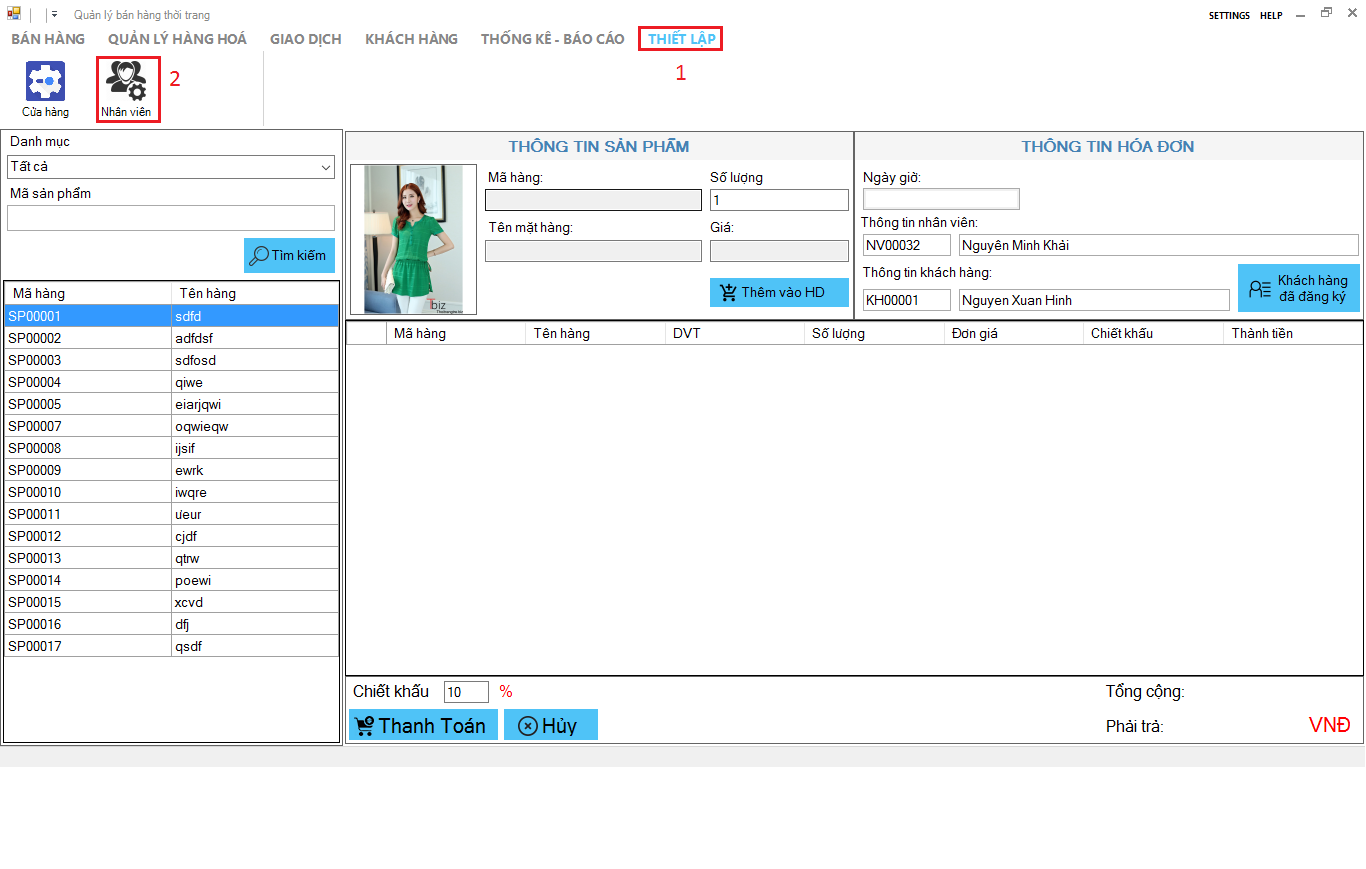 Quản lý bán hàng thời trang
SETTINGS HELP
BÁN HÀNG QUẢN LÝ HÀNG HOÁ GIAO DỊCH KHÁCH HÀNG THỐNG KÊ - BÁO CÁO THIẾT LẬP
1
2
Cửa hàng Nhân viên
Danh mục
Tất cả
Mã sản phẩm
Tìm kiếm
Mã hàng Tên hàng
SP00001 sdfd
SP00002 adfdsf
SP00003 sdfosd
SP00004 qiwe
SP00005 eiarjqwi
SP00007 oqwieqw
SP00008 ijsif
SP00009 ewrk
SP00010 iwqre
SP00011 ưeur
SP00012 cjdf
SP00013 qtrw
SP00014 poewi
SP00015 xcvd
SP00016 dfj
SP00017 qsdf
THÔNG TIN SẢN PHẨM
Mã hàng: Số lượng
1
Tên mặt hàng: Giá:
Thêm vào HD
biz
THÔNG TIN HÓA ĐƠN
Ngày giờ:
Thông tin nhân viên:
NV00032 Nguyên Minh Khải
Thông tin khách hàng:
KH00001 Nguyen Xuan Hinh
Khách hàng
đã đăng ký
Mã hàng Tên hàng DVT Số lượng Đơn giá Chiết khấu Thành tiền
Chiết khấu 10 %
Thanh Toán Hủy
Tổng cộng:
Phải trả: VNĐ